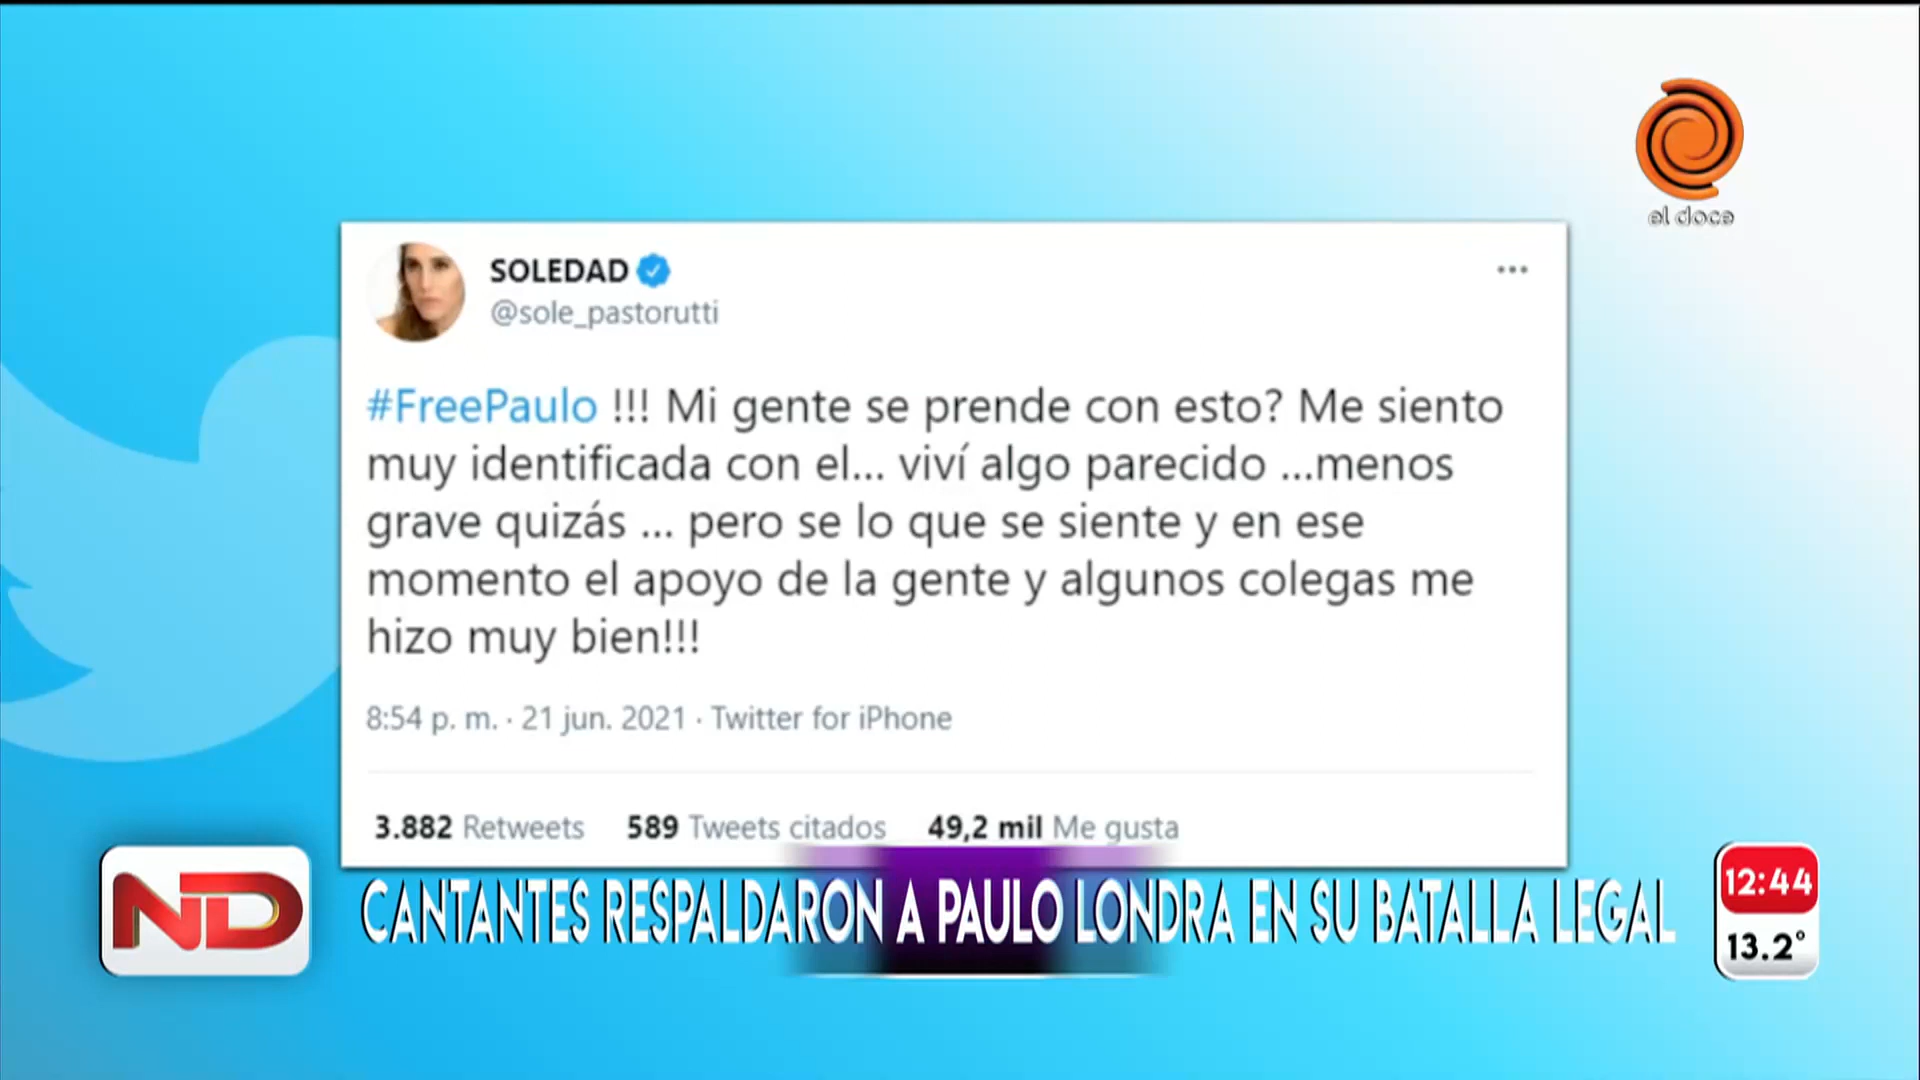 el doce
SOLEDAD
@sole_pastorutti
#FreePaulo !!! Mi gente se prende con esto? Me siento
muy identificada con el... viví algo parecido ...menos
grave quizás ... pero se lo que se siente y en ese
momento el apoyo de la gente y algunos colegas me
hizo muy bien!!!
8:54 p. m. · 21 jun. 2021 · Twitter for iPhone
3.882 Retweets 589 Tweets citados 49,2 mil Me gusta
ND
CANTANTES RESPALDARON A PAULO LONDRA EN SU BATALLA LEGAL
12:44
13.2°